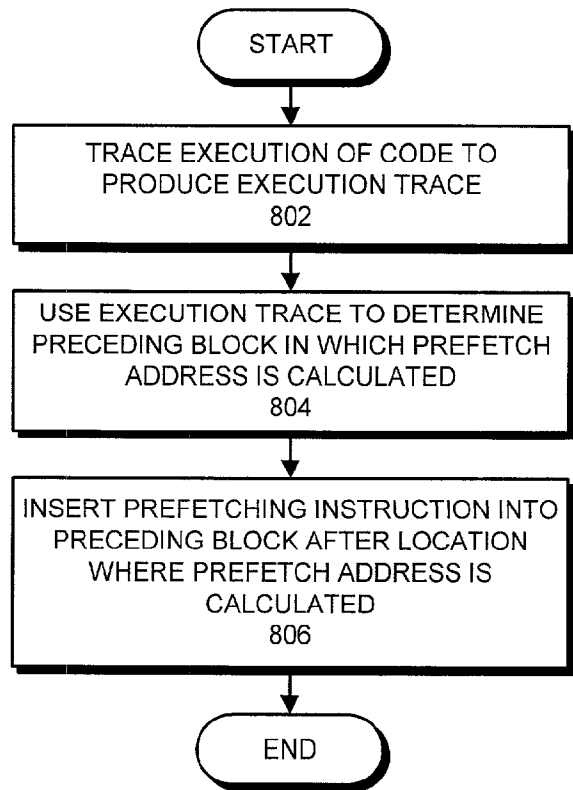 START
TRACE EXECUTION OF CODE TO
PRODUCE EXECUTION TRACE
802
USE EXECUTION TRACE TO DETERMINE
PRECEDING BLOCK IN WHICH PREFETCH
ADDRESS IS CALCULATED
804
INSERT PREFETCHING INSTRUCTION INTO
PRECEDING BLOCK AFTER LOCATION
WHERE PREFETCH ADDRESS IS
CALCULATED
806
END